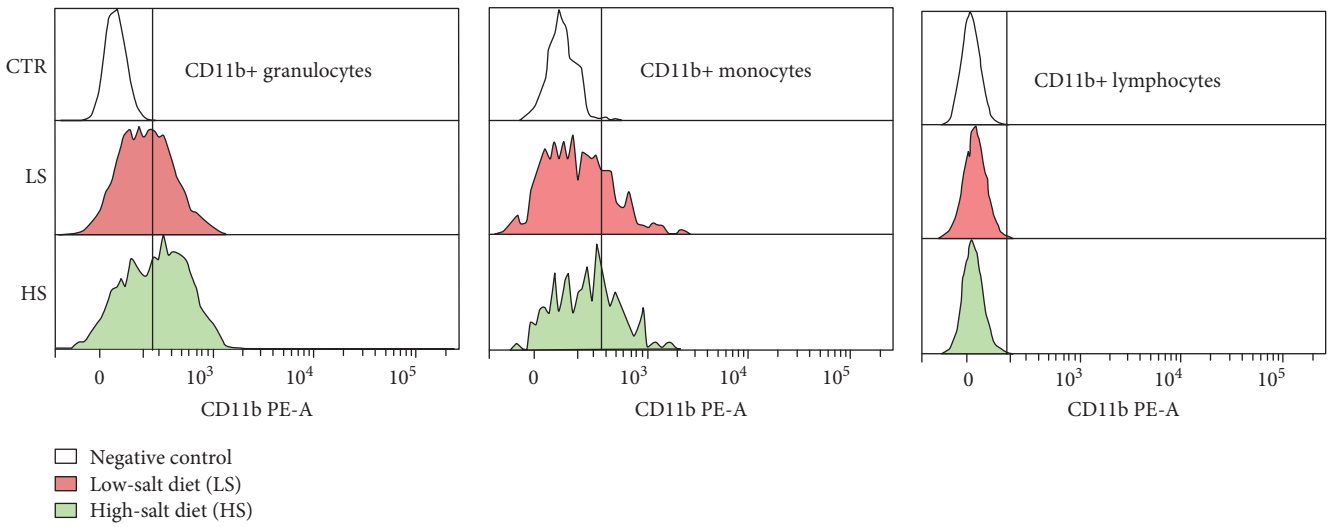 CTR
LS
HS
CD11b+ granulocytes
CD11b+ monocytes
CD11b+ lymphocytes
0 10³ 10⁴ 10⁵
0 10³ 10⁴ 10⁵
0 10³ 10⁴ 10⁵
CD11b PE-A
CD11b PE-A
CD11b PE-A
Negative control
Low-salt diet (LS)
High-salt diet (HS)